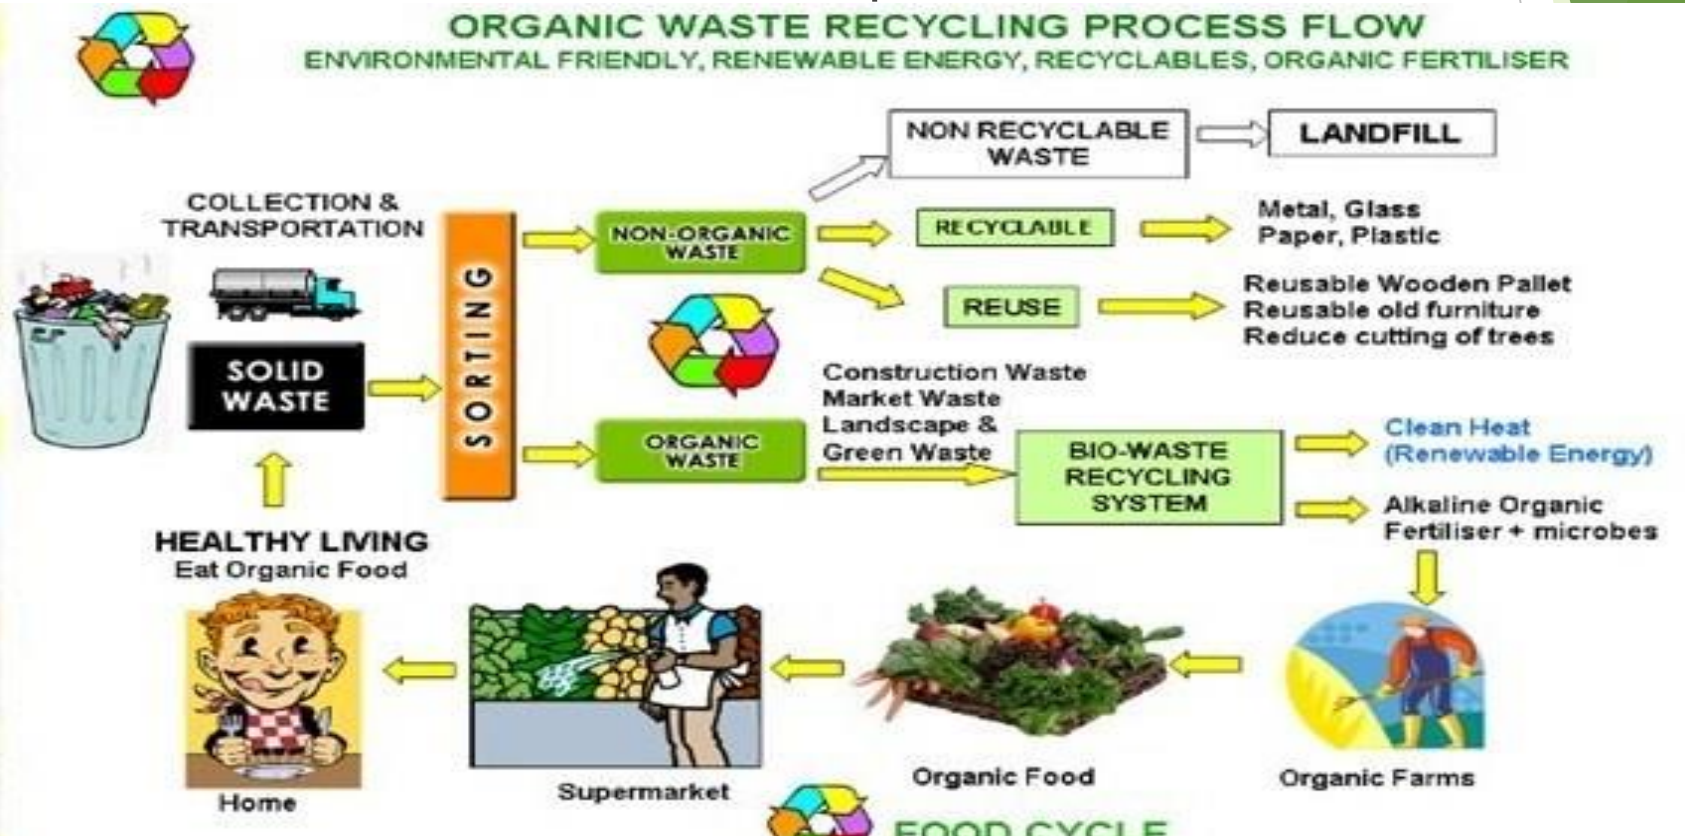 ORGANIC WASTE RECYCLING PROCESS FLOW
ENVIRONMENTAL FRIENDLY, RENEWABLE ENERGY, RECYCLABLES, ORGANIC FERTILISER
NON RECYCLABLE
WASTE
LANDFILL
COLLECTION &
TRANSPORTATION
SORTING
NON-ORGANIC
WASTE
RECYCLABLE
Metal, Glass
Paper, Plastic
REUSE
Reusable Wooden Pallet
Reusable old furniture
Reduce cutting of trees
SOLID
WASTE
Construction Waste
Market Waste
Landscape &
Green Waste
ORGANIC
WASTE
BIO-WASTE
RECYCLING
SYSTEM
Clean Heat
(Renewable Energy)
Alkaline Organic
Fertiliser + microbes
HEALTHY LIVING
Eat Organic Food
Home
Supermarket
Organic Food
Organic Farms
FOOD CYCLE